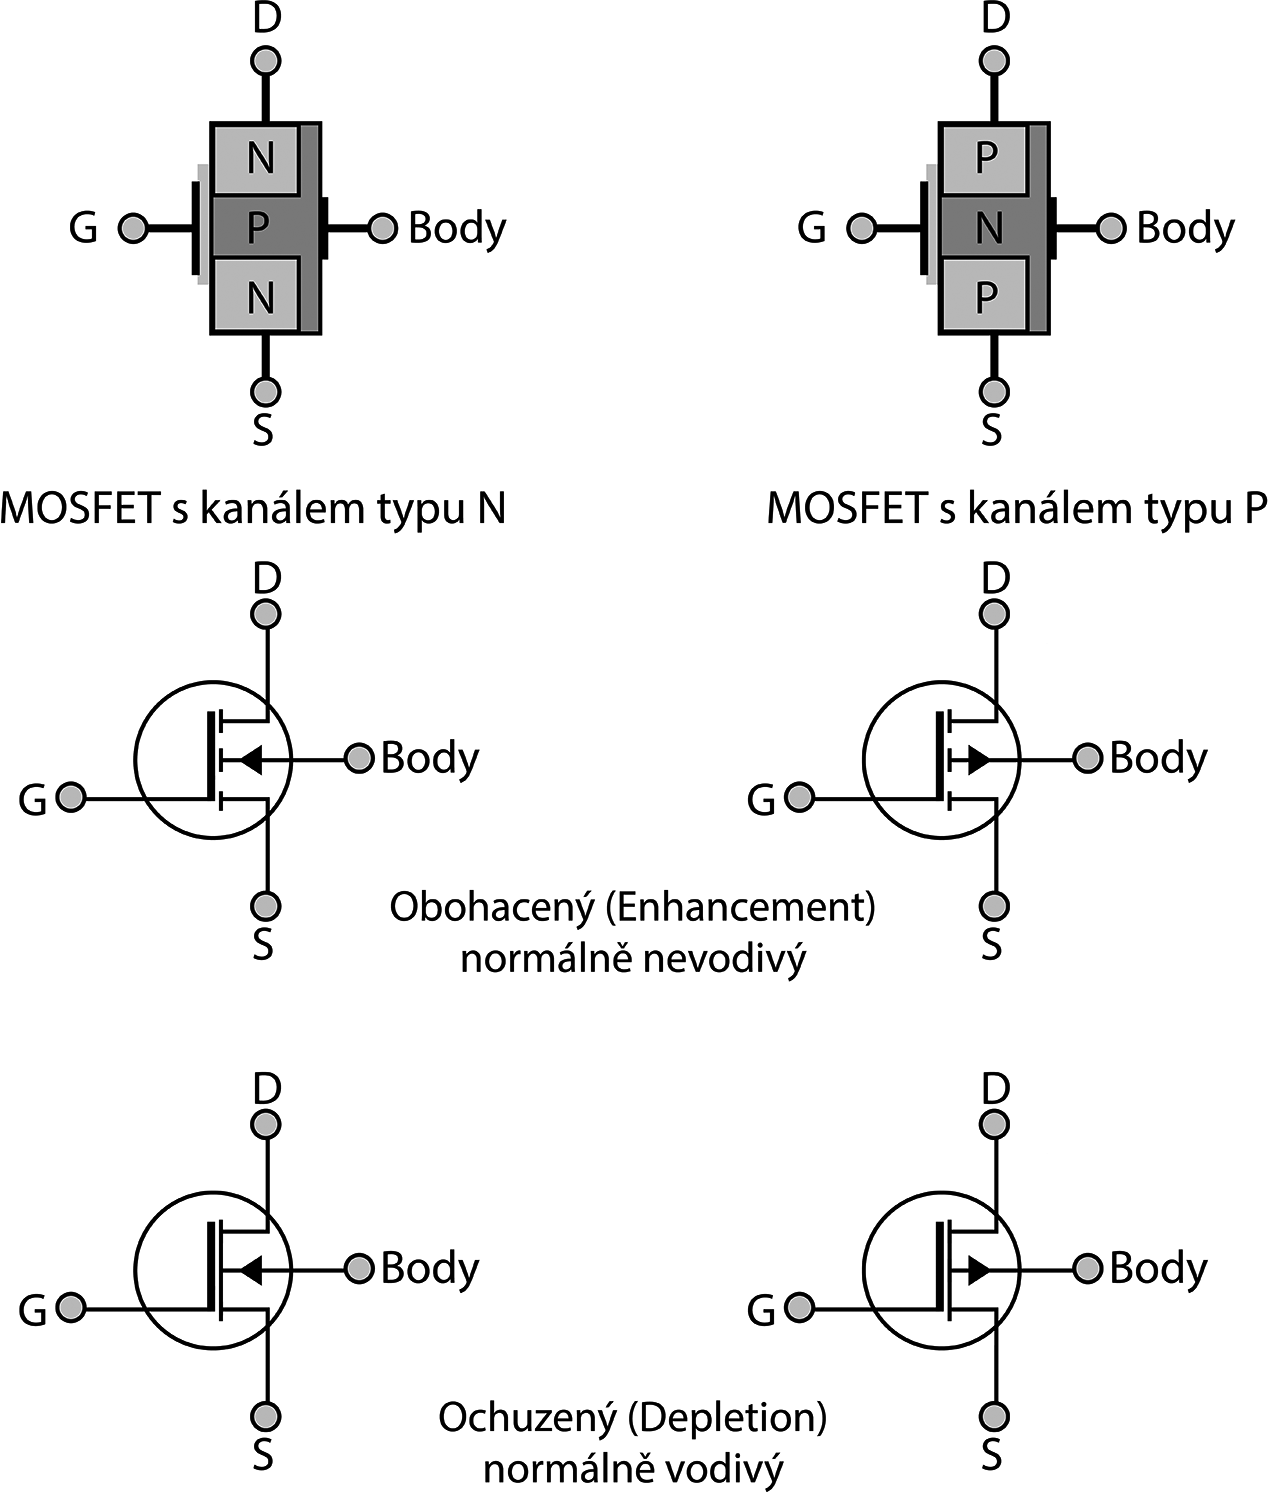 D D
N P
G P Body G N Body
N P
S S
MOSFET s kanálem typu N MOSFET s kanálem typu P
D D
Body Body
G G
Obohacený (Enhancement)
S S
normálně nevodivý
D D
Body Body
G G
Ochuzený (Depletion)
S S
normálně vodivý